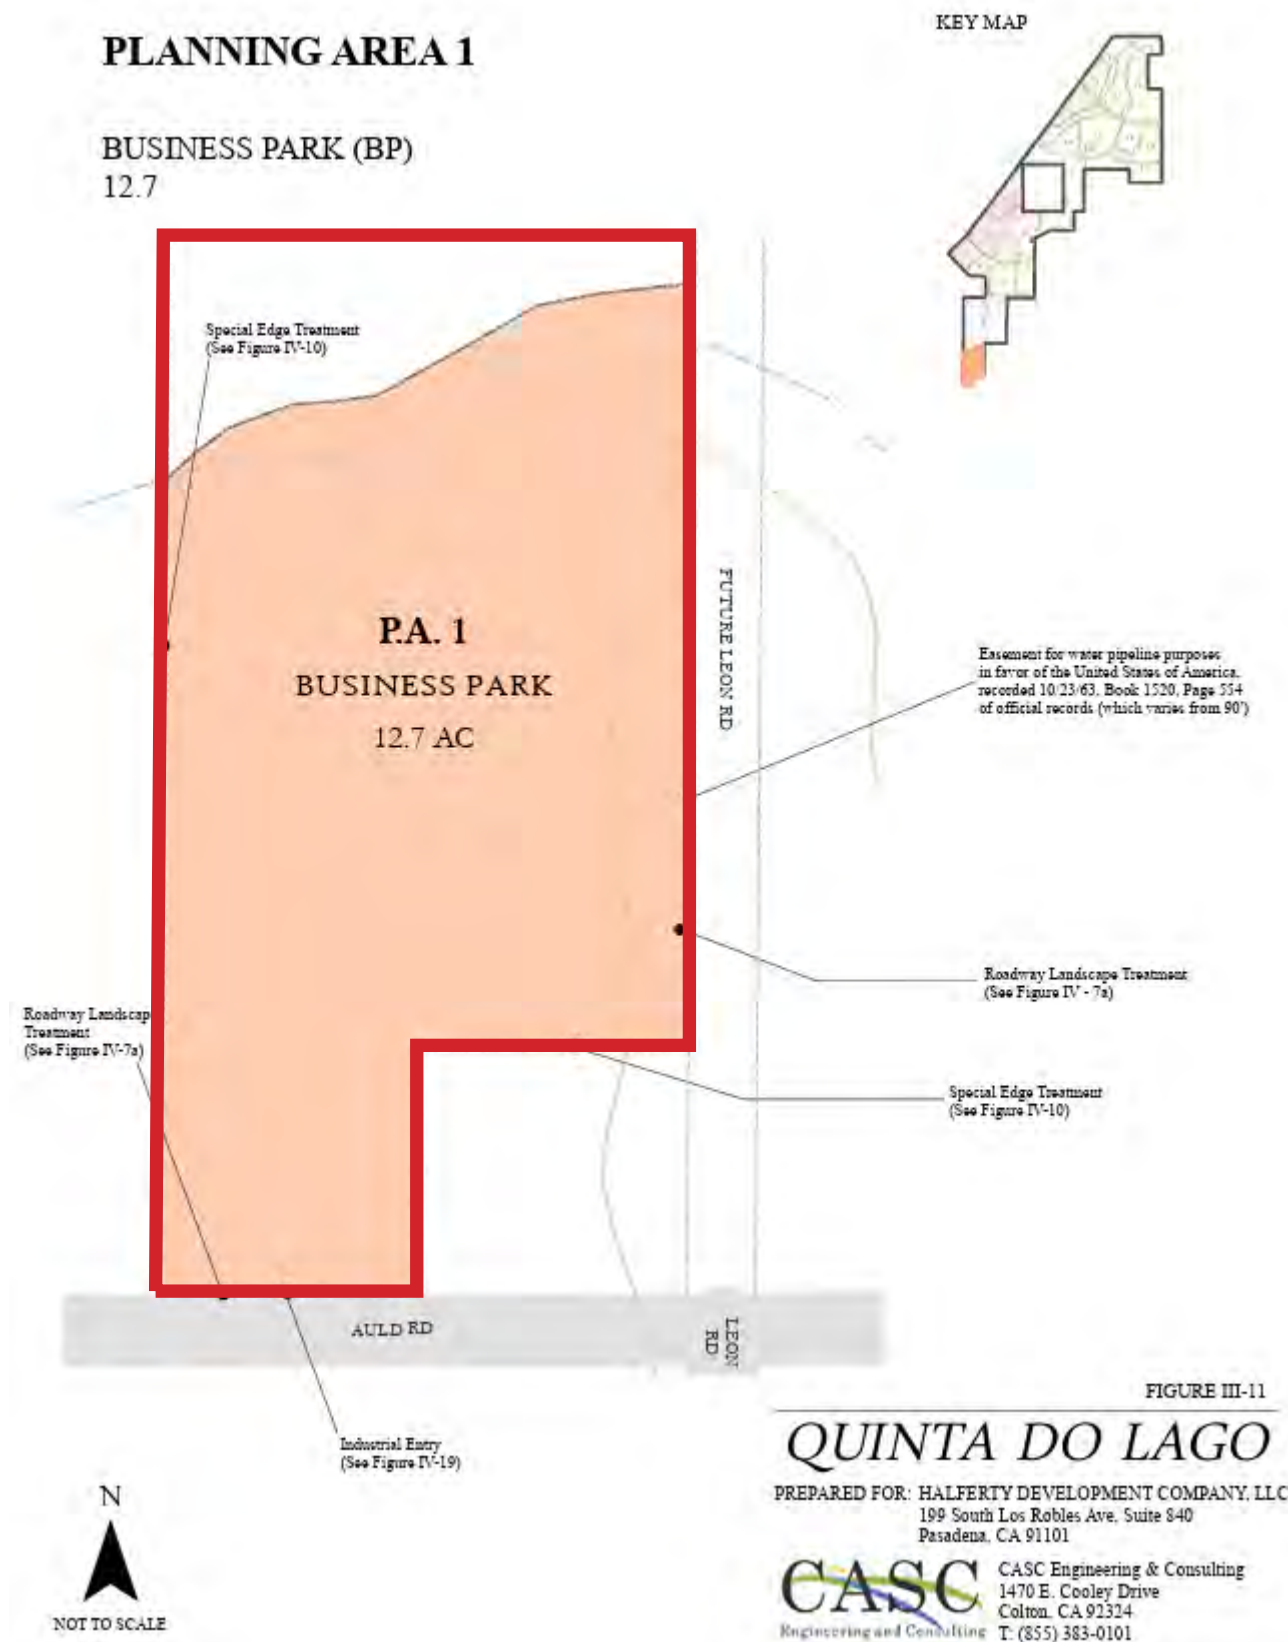 KEY MAP
PLANNING AREA 1
BUSINESS PARK (BP)
12.7
Special Edge Treatment
(See Figure IV-10)
P.A. 1
BUSINESS PARK
12.7 AC
FUTURE LEON RD
Easement for water pipeline purposes
in favor of the United States of America,
recorded 10/23/63, Book 1520, Page 554
of official records (which varies from 90')
Roadway Landscape Treatment
(See Figure IV - 7a)
Roadway Landscap
Treatment
(See Figure IV-7a)
Special Edge Treatment
(See Figure IV-10)
AULD RD
LEON
RD
Industrial Entry
(See Figure IV-19)
FIGURE III-11
QUINTA DO LAGO
PREPARED FOR: HALFERTY DEVELOPMENT COMPANY, LLC
199 South Los Robles Ave, Suite 840
Pasadena, CA 91101
N
NOT TO SCALE
CASC
Engineering and Consulting
CASC Engineering & Consulting
1470 E. Cooley Drive
Colton, CA 92324
T: (855) 383-0101